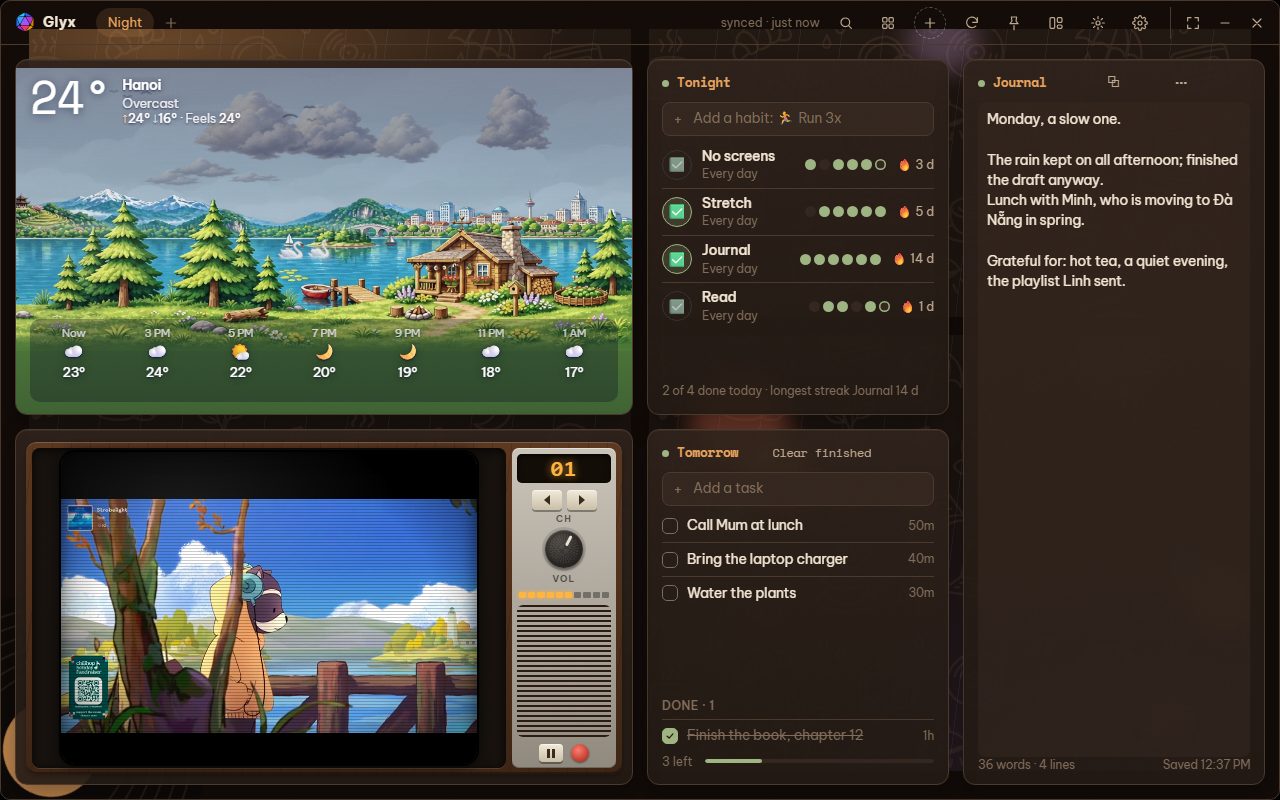 Glyx
Night
synced · just now
24°
Hanoi
Overcast
↑24° ↓16° · Feels 24°
Now 3 PM 5 PM 7 PM 9 PM 11 PM 1 AM
23° 24° 22° 20° 19° 18° 17°
Tonight
+ Add a habit: 🏃 Run 3x
No screens
Every day
🔥 3 d
Stretch
Every day
🔥 5 d
Journal
Every day
🔥 14 d
Read
Every day
🔥 1 d
2 of 4 done today · longest streak Journal 14 d
Journal
Monday, a slow one.
The rain kept on all afternoon; finished
the draft anyway.
Lunch with Minh, who is moving to Đà
Nẵng in spring.
Grateful for: hot tea, a quiet evening,
the playlist Linh sent.
36 words · 4 lines
Saved 12:37 PM
Strobelight
01
CH
VOL
Tomorrow
Clear finished
+ Add a task
Call Mum at lunch 50m
Bring the laptop charger 40m
Water the plants 30m
DONE · 1
Finish the book, chapter 12 1h
3 left